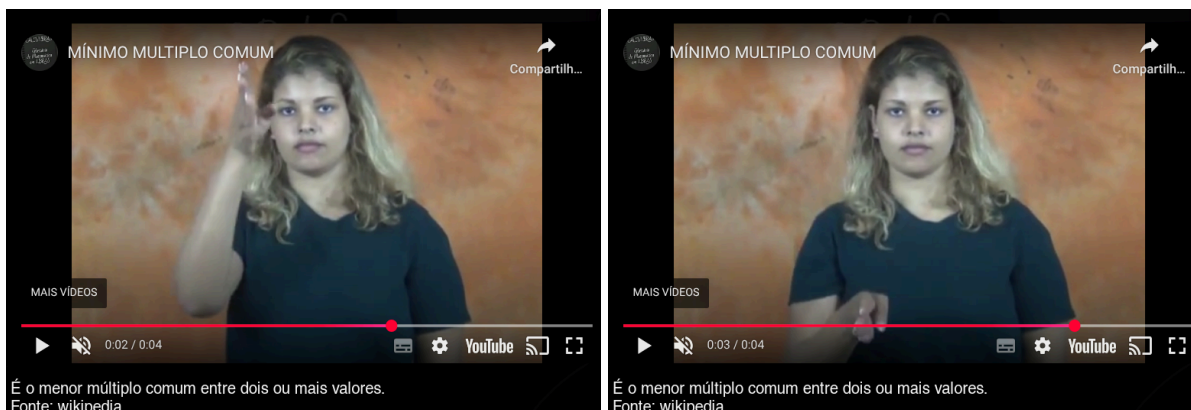 MÍNIMO MULTIPLO COMUM
Compartilh...
MAIS VÍDEOS
0:02 / 0:04
YouTube
É o menor múltiplo comum entre dois ou mais valores.
Fonte: wikipedia
MÍNIMO MULTIPLO COMUM
Compartilh...
MAIS VÍDEOS
0:03 / 0:04
YouTube
É o menor múltiplo comum entre dois ou mais valores.
Fonte: wikipedia